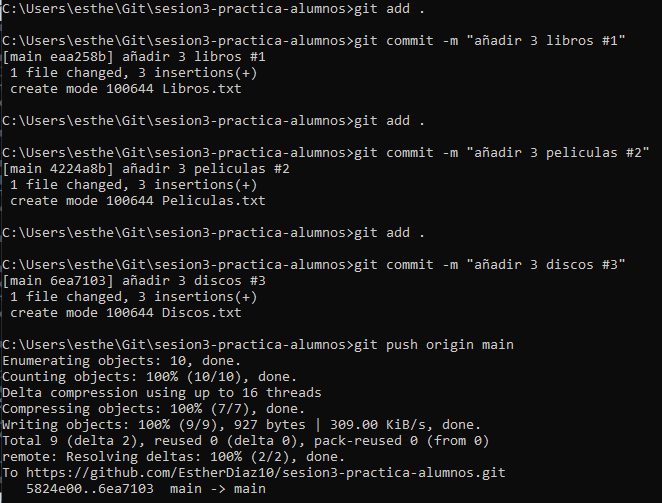 C:\Users\esthe\Git\sesion3-practica-alumnos>git add .
C:\Users\esthe\Git\sesion3-practica-alumnos>git commit -m "añadir 3 libros #1"
[main eaa258b] añadir 3 libros #1
 1 file changed, 3 insertions(+)
 create mode 100644 Libros.txt
C:\Users\esthe\Git\sesion3-practica-alumnos>git add .
C:\Users\esthe\Git\sesion3-practica-alumnos>git commit -m "añadir 3 peliculas #2"
[main 4224a8b] añadir 3 peliculas #2
 1 file changed, 3 insertions(+)
 create mode 100644 Peliculas.txt
C:\Users\esthe\Git\sesion3-practica-alumnos>git add .
C:\Users\esthe\Git\sesion3-practica-alumnos>git commit -m "añadir 3 discos #3"
[main 6ea7103] añadir 3 discos #3
 1 file changed, 3 insertions(+)
 create mode 100644 Discos.txt
C:\Users\esthe\Git\sesion3-practica-alumnos>git push origin main
Enumerating objects: 10, done.
Counting objects: 100% (10/10), done.
Delta compression using up to 16 threads
Compressing objects: 100% (7/7), done.
Writing objects: 100% (9/9), 927 bytes | 309.00 KiB/s, done.
Total 9 (delta 2), reused 0 (delta 0), pack-reused 0 (from 0)
remote: Resolving deltas: 100% (2/2), done.
To https://github.com/EstherDiaz10/sesion3-practica-alumnos.git
   5824e00..6ea7103  main -> main